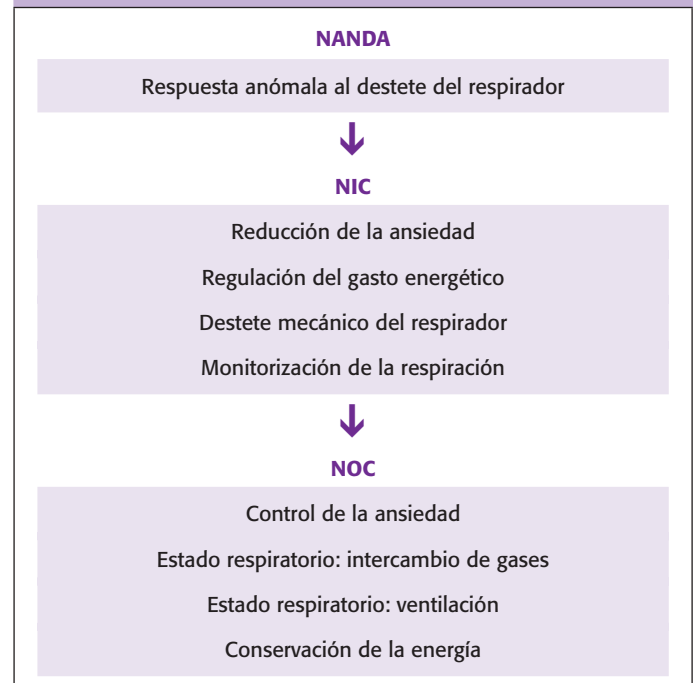 NANDA
Respuesta anómala al destete del respirador
NIC
Reducción de la ansiedad
Regulación del gasto energético
Destete mecánico del respirador
Monitorización de la respiración
NOC
Control de la ansiedad
Estado respiratorio: intercambio de gases
Estado respiratorio: ventilación
Conservación de la energía